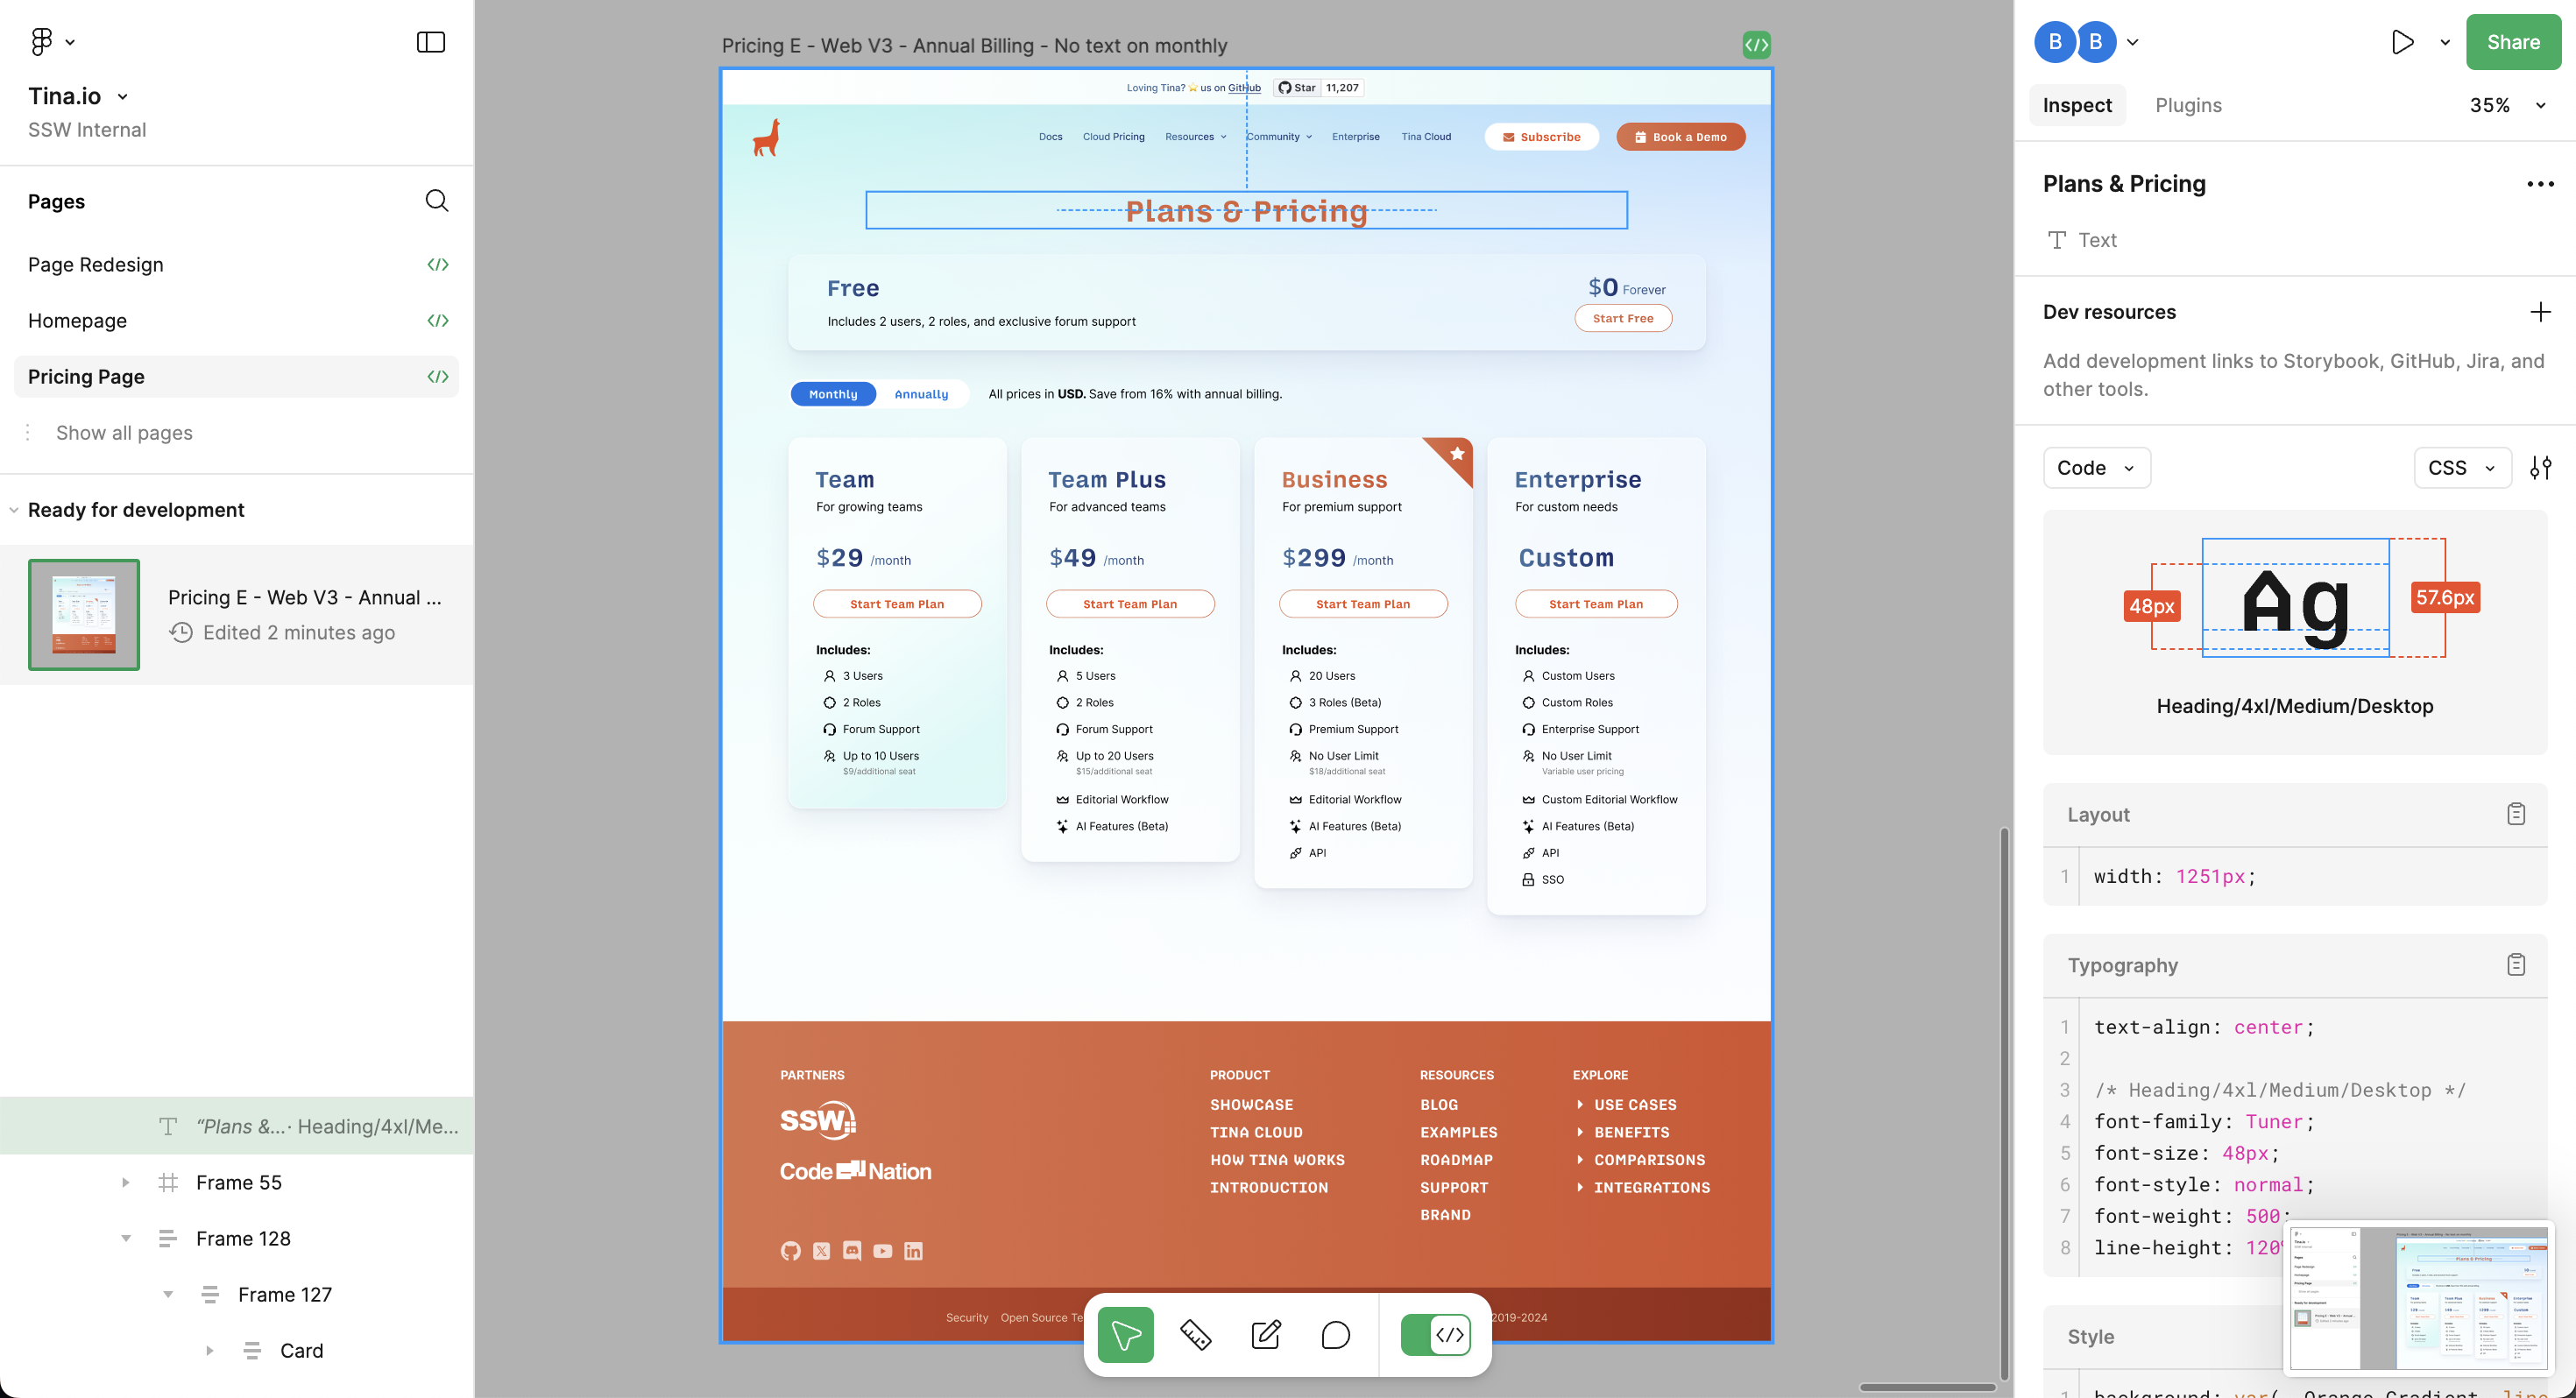 Tina.io
SSW Internal
Pages
Page Redesign
Homepage
Pricing Page
Show all pages
Ready for development
Pricing E - Web V3 - Annual ...
Edited 2 minutes ago
“Plans &...· Heading/4xl/Me...
Frame 55
Frame 128
Frame 127
Card
Pricing E - Web V3 - Annual Billing - No text on monthly
Loving Tina? ⭐ us on GitHub
Star 11,207
Docs Cloud Pricing Resources Community Enterprise Tina Cloud Subscribe Book a Demo
Plans & Pricing
Free
$0 Forever
Includes 2 users, 2 roles, and exclusive forum support
Start Free
Monthly Annually All prices in USD. Save from 16% with annual billing.
Team
For growing teams
$29 /month
Start Team Plan
Includes:
3 Users
2 Roles
Forum Support
Up to 10 Users
$9/additional seat
Team Plus
For advanced teams
$49 /month
Start Team Plan
Includes:
5 Users
2 Roles
Forum Support
Up to 20 Users
$15/additional seat
Editorial Workflow
AI Features (Beta)
Business
For premium support
$299 /month
Start Team Plan
Includes:
20 Users
3 Roles (Beta)
Premium Support
No User Limit
$18/additional seat
Editorial Workflow
AI Features (Beta)
API
Enterprise
For custom needs
Custom
Start Team Plan
Includes:
Custom Users
Custom Roles
Enterprise Support
No User Limit
Variable user pricing
Custom Editorial Workflow
AI Features (Beta)
API
SSO
PARTNERS
SSW
CodeNation
PRODUCT
SHOWCASE
TINA CLOUD
HOW TINA WORKS
INTRODUCTION
RESOURCES
BLOG
EXAMPLES
ROADMAP
SUPPORT
BRAND
EXPLORE
USE CASES
BENEFITS
COMPARISONS
INTEGRATIONS
Security Open Source Te
2019-2024
B B
Share
Inspect Plugins 35%
Plans & Pricing
Text
Dev resources
Add development links to Storybook, GitHub, Jira, and
other tools.
Code CSS
48px Ag 57.6px
Heading/4xl/Medium/Desktop
Layout
1 width: 1251px;
Typography
1 text-align: center;
2
3 /* Heading/4xl/Medium/Desktop */
4 font-family: Tuner;
5 font-size: 48px;
6 font-style: normal;
7 font-weight: 500;
8 line-height: 120%
Style